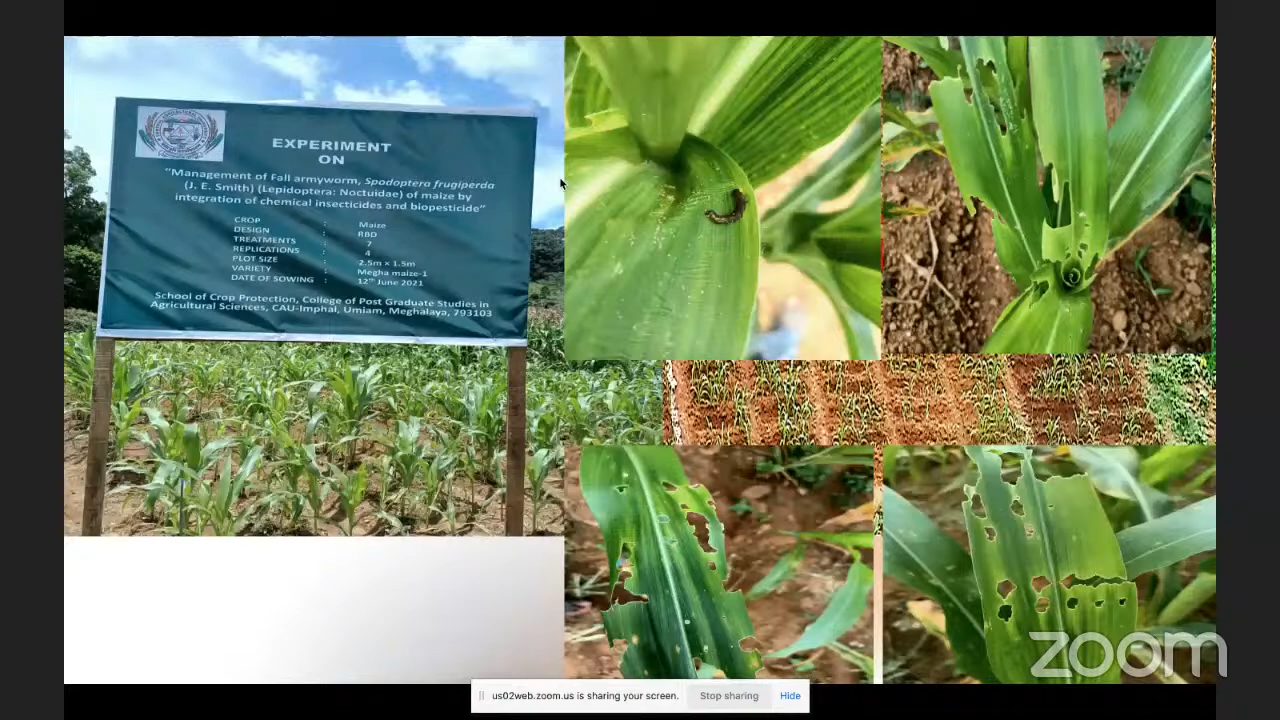 EXPERIMENT
ON
"Management of Fall armyworm, Spodoptera frugiperda
(J. E. Smith) (Lepidoptera: Noctuidae) of maize by
integration of chemical insecticides and biopesticide"
CROP : Maize
DESIGN : RBD
TREATMENTS : 7
REPLICATIONS : 4
PLOT SIZE : 2.5m × 1.5m
VARIETY : Megha maize-1
DATE OF SOWING : 12th June 2021
School of Crop Protection, College of Post Graduate Studies in
Agricultural Sciences, CAU-Imphal, Umiam, Meghalaya, 793103
zoom
us02web.zoom.us is sharing your screen. Stop sharing Hide